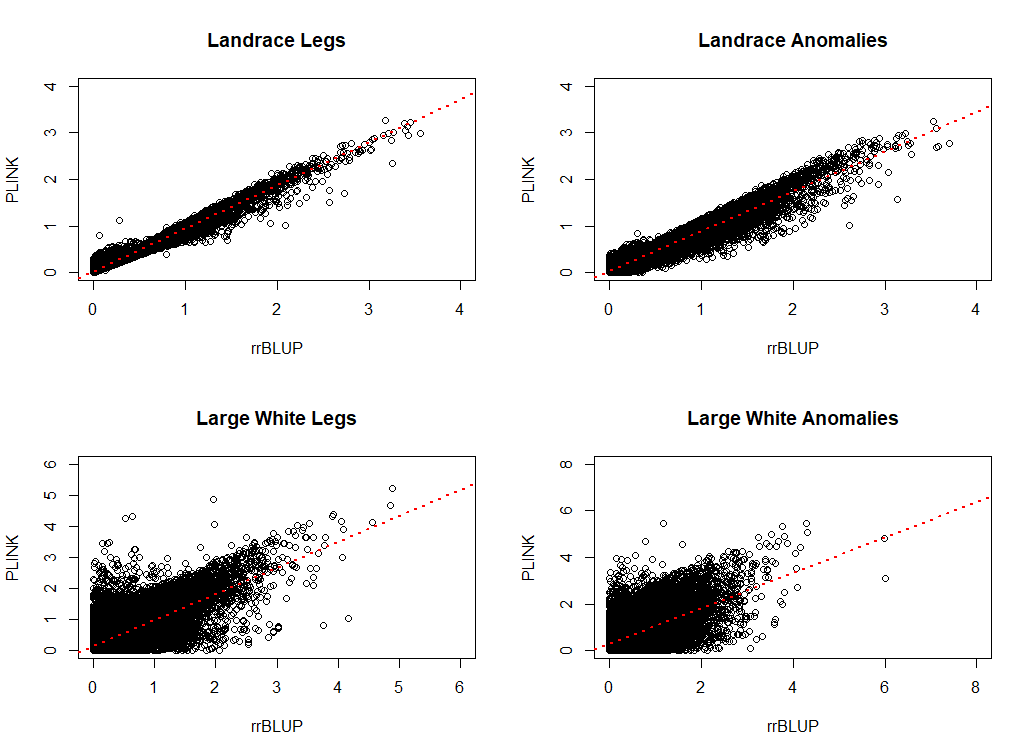 Landrace Legs
4
3
2
1
0
PLINK
0 1 2 3 4
rrBLUP
Landrace Anomalies
4
3
2
1
0
PLINK
0 1 2 3 4
rrBLUP
Large White Legs
6
5
4
3
2
1
0
PLINK
0 1 2 3 4 5 6
rrBLUP
Large White Anomalies
8
6
4
2
0
PLINK
0 2 4 6 8
rrBLUP